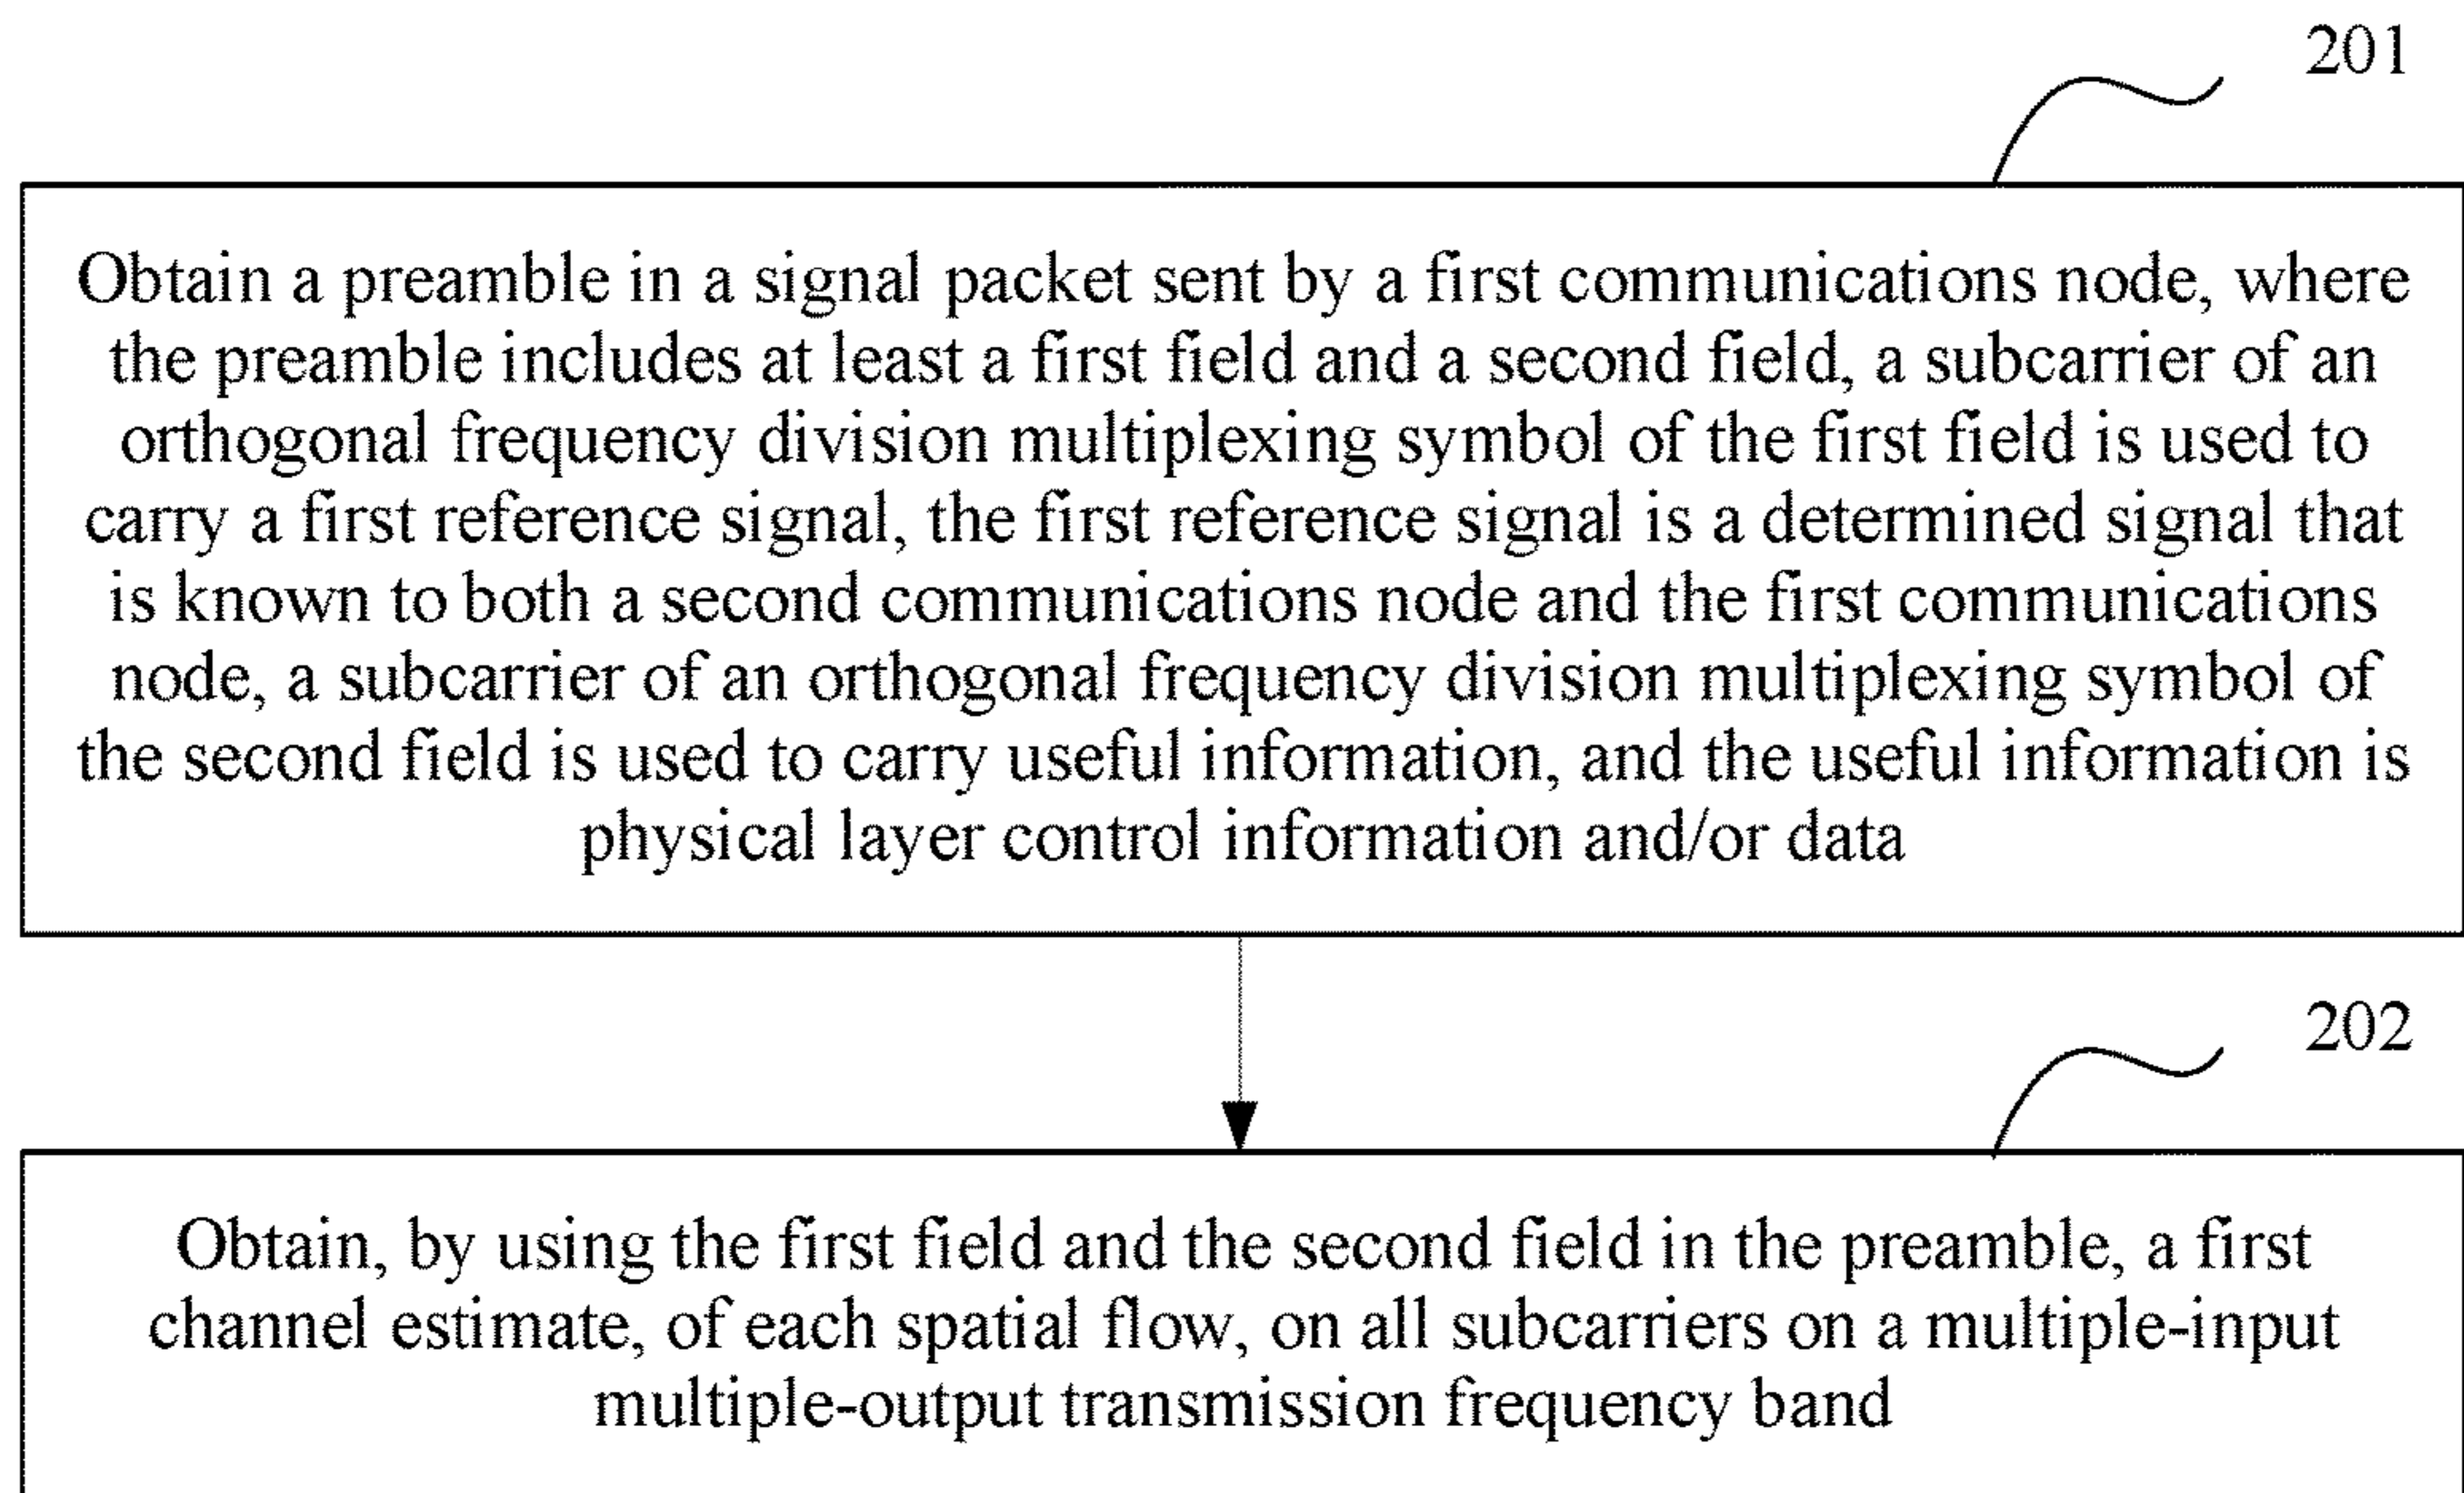 201
Obtain a preamble in a signal packet sent by a first communications node, where
the preamble includes at least a first field and a second field, a subcarrier of an
orthogonal frequency division multiplexing symbol of the first field is used to
carry a first reference signal, the first reference signal is a determined signal that
is known to both a second communications node and the first communications
node, a subcarrier of an orthogonal frequency division multiplexing symbol of
the second field is used to carry useful information, and the useful information is
physical layer control information and/or data
202
Obtain, by using the first field and the second field in the preamble, a first
channel estimate, of each spatial flow, on all subcarriers on a multiple-input
multiple-output transmission frequency band